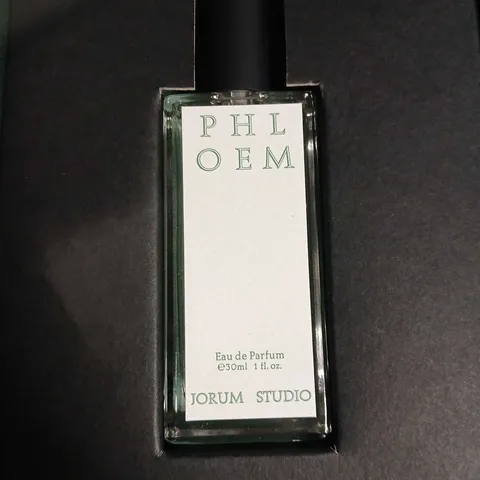 PHL
OEM
Eau de Parfum
℮30ml 1 fl. oz.
JORUM STUDIO